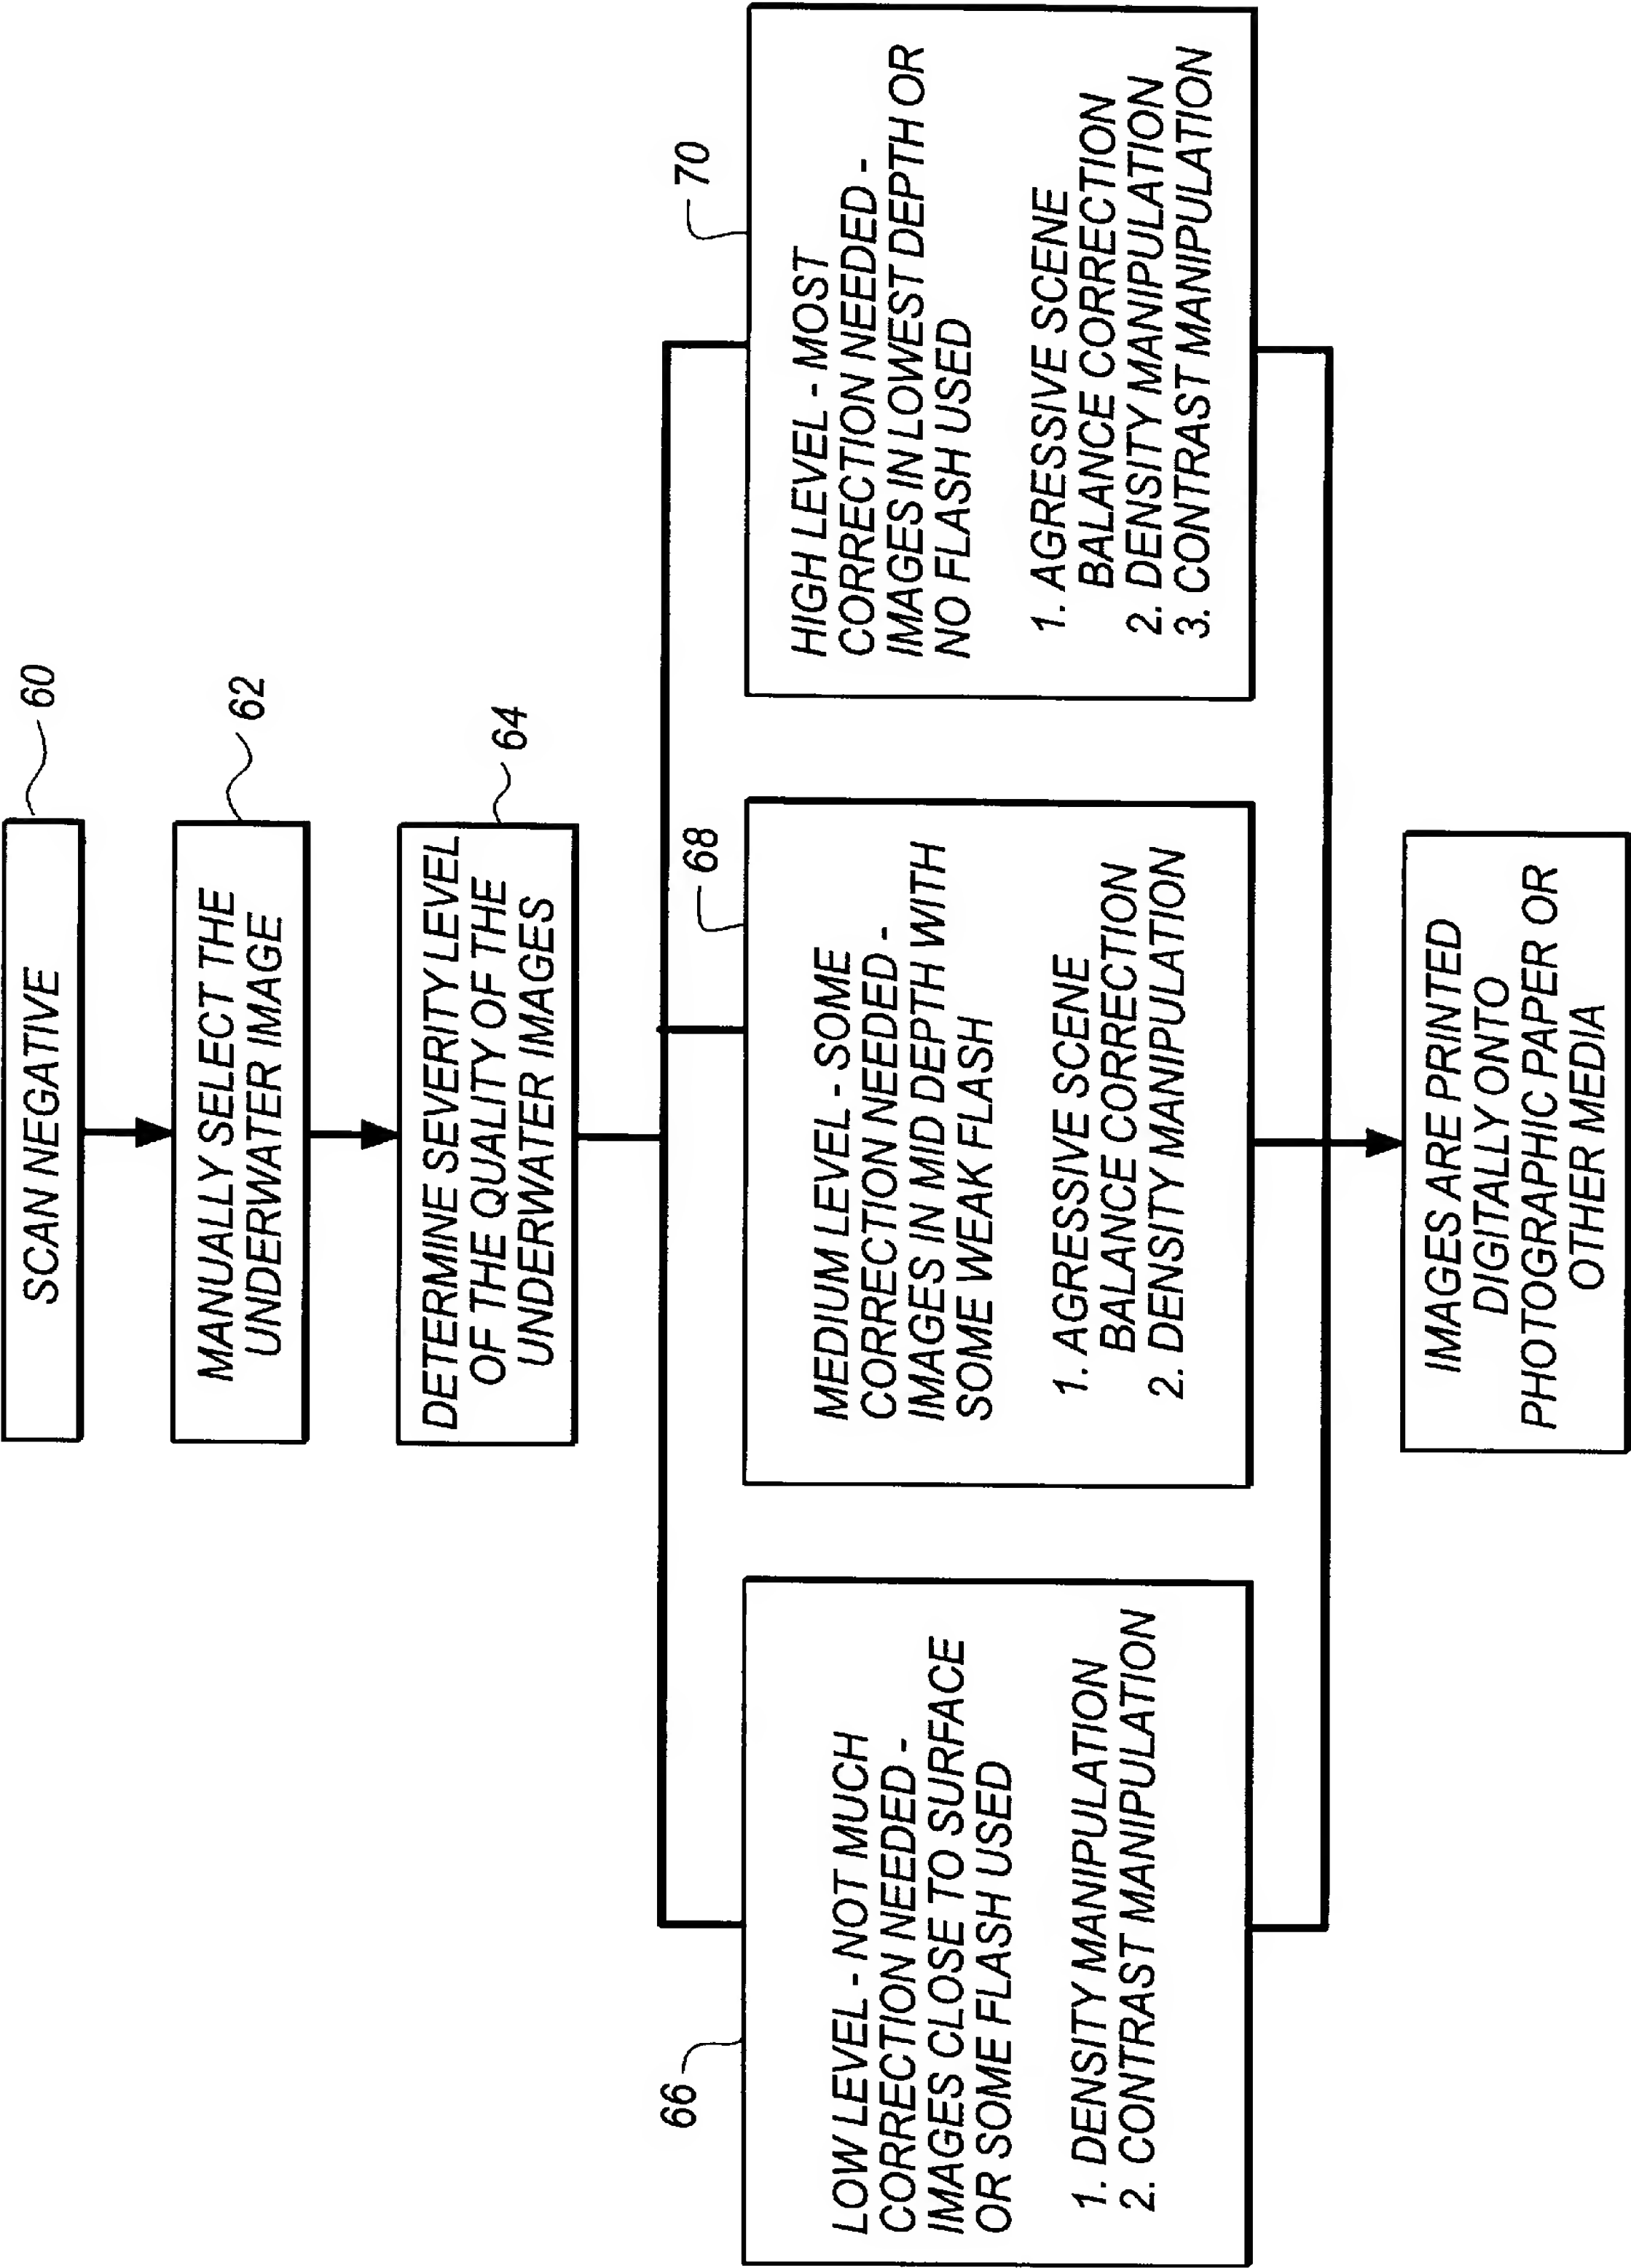 SCAN NEGATIVE
60
MANUALLY SELECT THE
UNDERWATER IMAGE
62
DETERMINE SEVERITY LEVEL
OF THE QUALITY OF THE
UNDERWATER IMAGES
64
66
LOW LEVEL - NOT MUCH
CORRECTION NEEDED -
IMAGES CLOSE TO SURFACE
OR SOME FLASH USED
1. DENSITY MANIPULATION
2. CONTRAST MANIPULATION
68
MEDIUM LEVEL - SOME
CORRECTION NEEDED -
IMAGES IN MID DEPTH WITH
SOME WEAK FLASH
1. AGRESSIVE SCENE
BALANCE CORRECTION
2. DENSITY MANIPULATION
70
HIGH LEVEL - MOST
CORRECTION NEEDED -
IMAGES IN LOWEST DEPTH OR
NO FLASH USED
1. AGRESSIVE SCENE
BALANCE CORRECTION
2. DENSITY MANIPULATION
3. CONTRAST MANIPULATION
IMAGES ARE PRINTED
DIGITALLY ONTO
PHOTOGRAPHIC PAPER OR
OTHER MEDIA